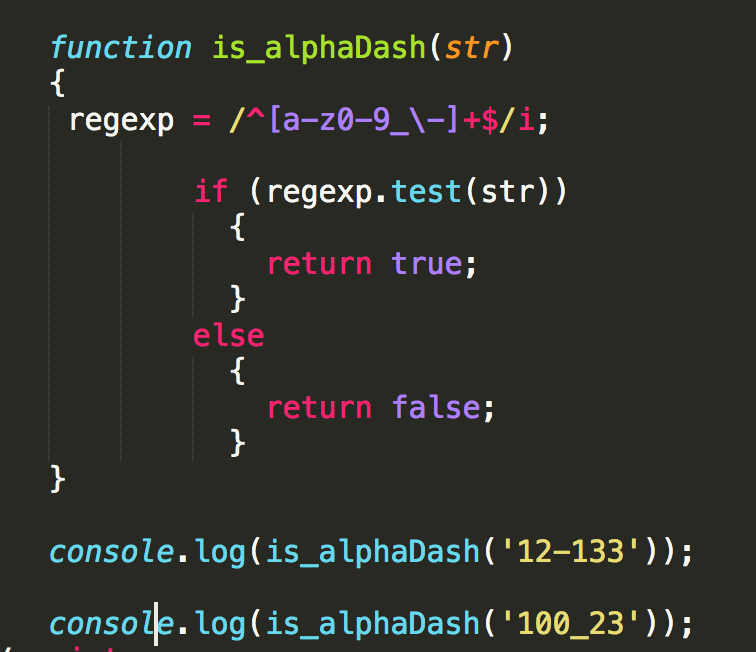 function is_alphaDash(str)
{
regexp = /^[a-z0-9_\-]+$/i;
if (regexp.test(str))
{
return true;
}
else
{
return false;
}
}
console.log(is_alphaDash('12-133'));
console.log(is_alphaDash('100_23'));